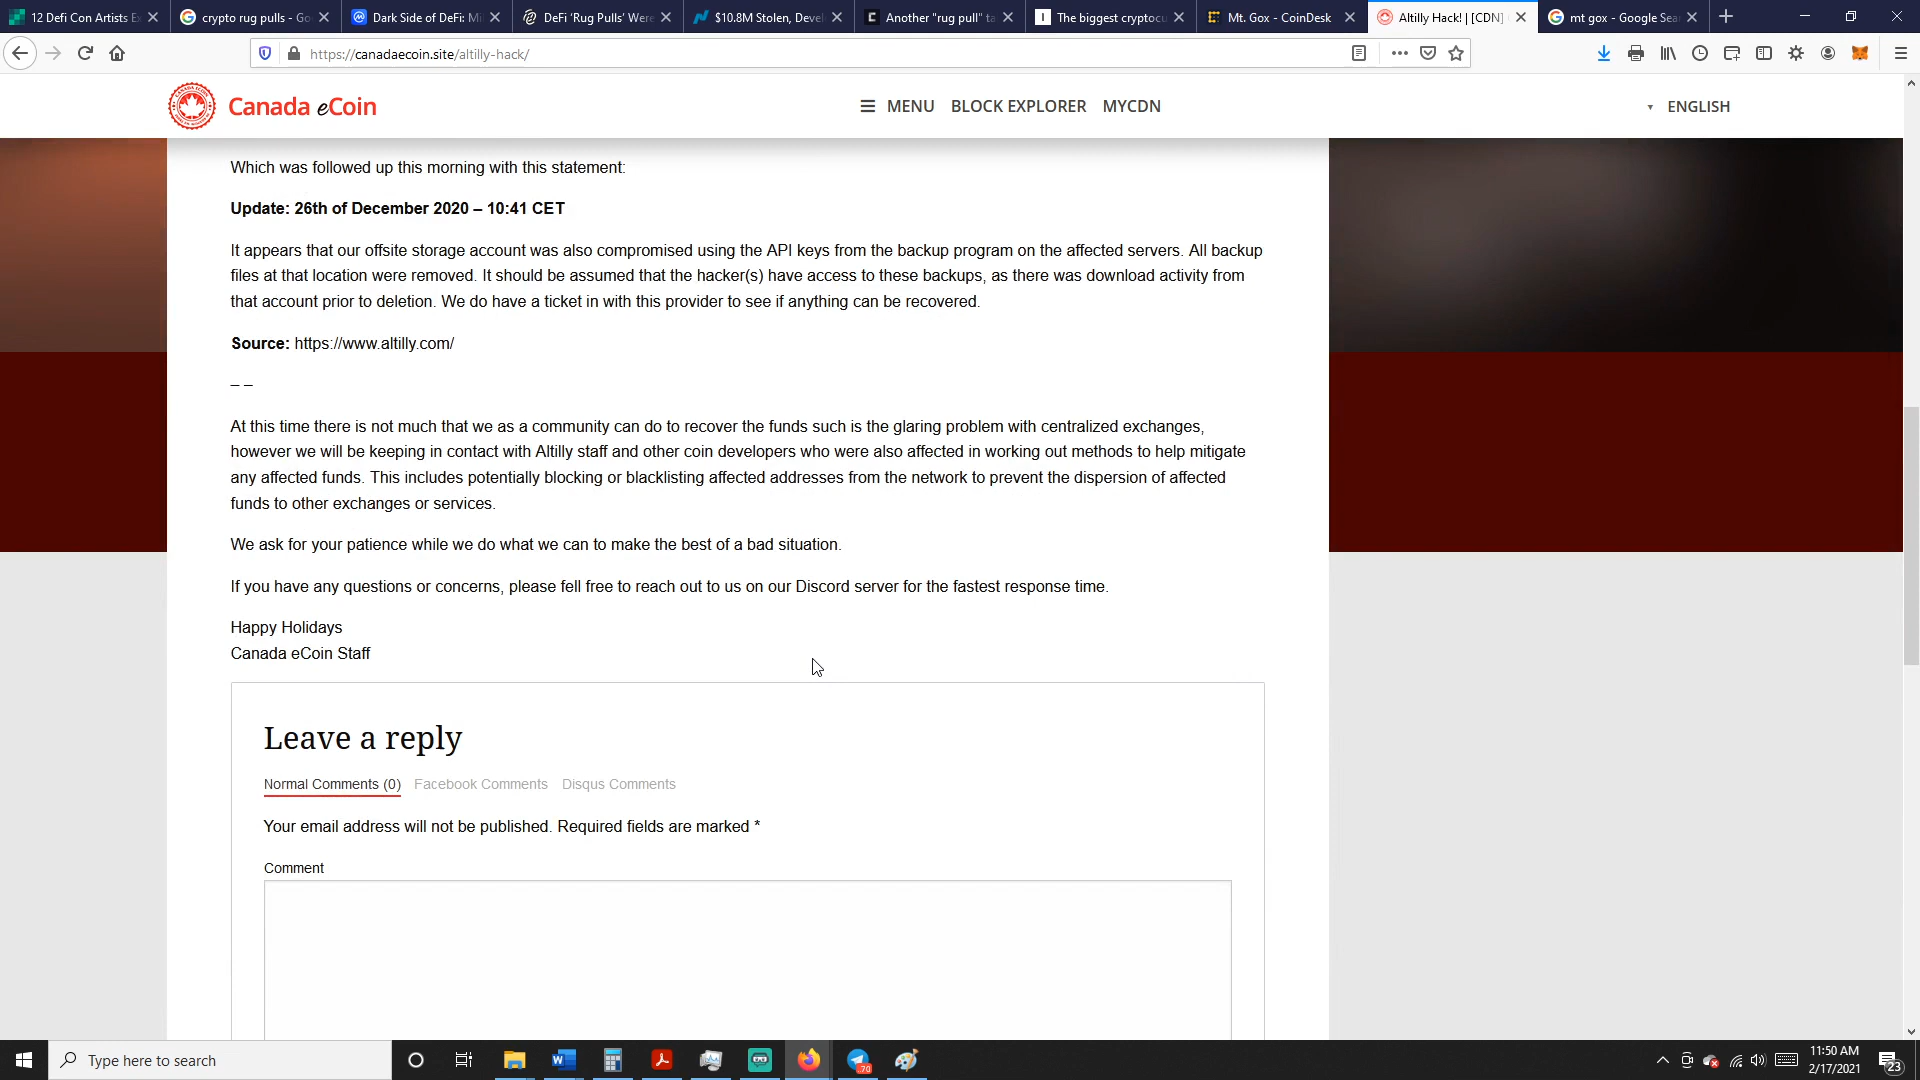 12 Defi Con Artists Ex
crypto rug pulls - Go
Dark Side of DeFi: Mi
DeFi ‘Rug Pulls’ Were
$10.8M Stolen, Devel
Another "rug pull" ta
The biggest cryptocu
Mt. Gox - CoinDesk
Altilly Hack! | [CDN]
mt gox - Google Sea
https://canadaecoin.site/altilly-hack/
Canada eCoin
MENU
BLOCK EXPLORER
MYCDN
ENGLISH
Which was followed up this morning with this statement:
Update: 26th of December 2020 – 10:41 CET
It appears that our offsite storage account was also compromised using the API keys from the backup program on the affected servers. All backup
files at that location were removed. It should be assumed that the hacker(s) have access to these backups, as there was download activity from
that account prior to deletion. We do have a ticket in with this provider to see if anything can be recovered.
Source: https://www.altilly.com/
– –
At this time there is not much that we as a community can do to recover the funds such is the glaring problem with centralized exchanges,
however we will be keeping in contact with Altilly staff and other coin developers who were also affected in working out methods to help mitigate
any affected funds. This includes potentially blocking or blacklisting affected addresses from the network to prevent the dispersion of affected
funds to other exchanges or services.
We ask for your patience while we do what we can to make the best of a bad situation.
If you have any questions or concerns, please fell free to reach out to us on our Discord server for the fastest response time.
Happy Holidays
Canada eCoin Staff
Leave a reply
Normal Comments (0)
Facebook Comments
Disqus Comments
Your email address will not be published. Required fields are marked *
Comment
Type here to search
70
11:50 AM
2/17/2021
23